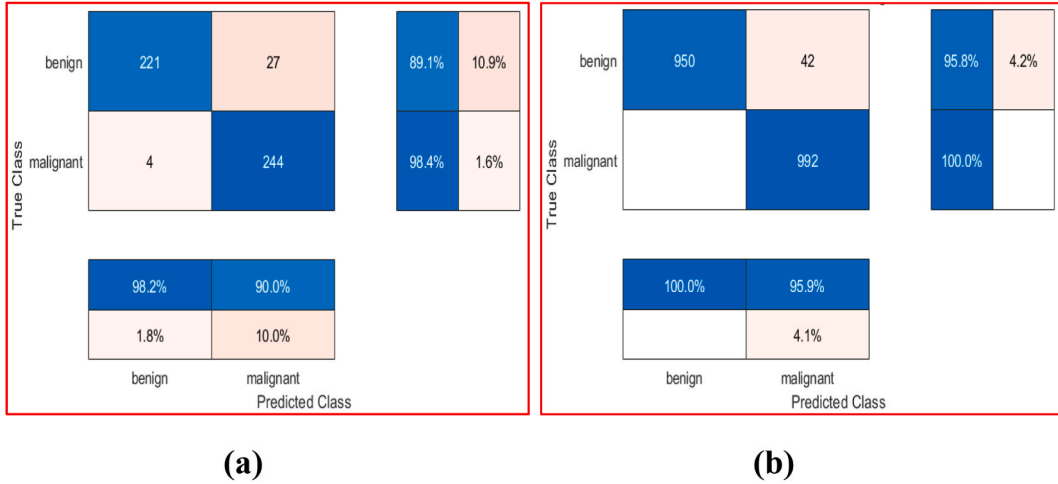 benign 221 27 89.1% 10.9%
malignant 4 244 98.4% 1.6%
True Class
98.2% 90.0%
1.8% 10.0%
benign malignant
Predicted Class
(a)
benign 950 42 95.8% 4.2%
malignant 992 100.0%
True Class
100.0% 95.9%
4.1%
benign malignant
Predicted Class
(b)